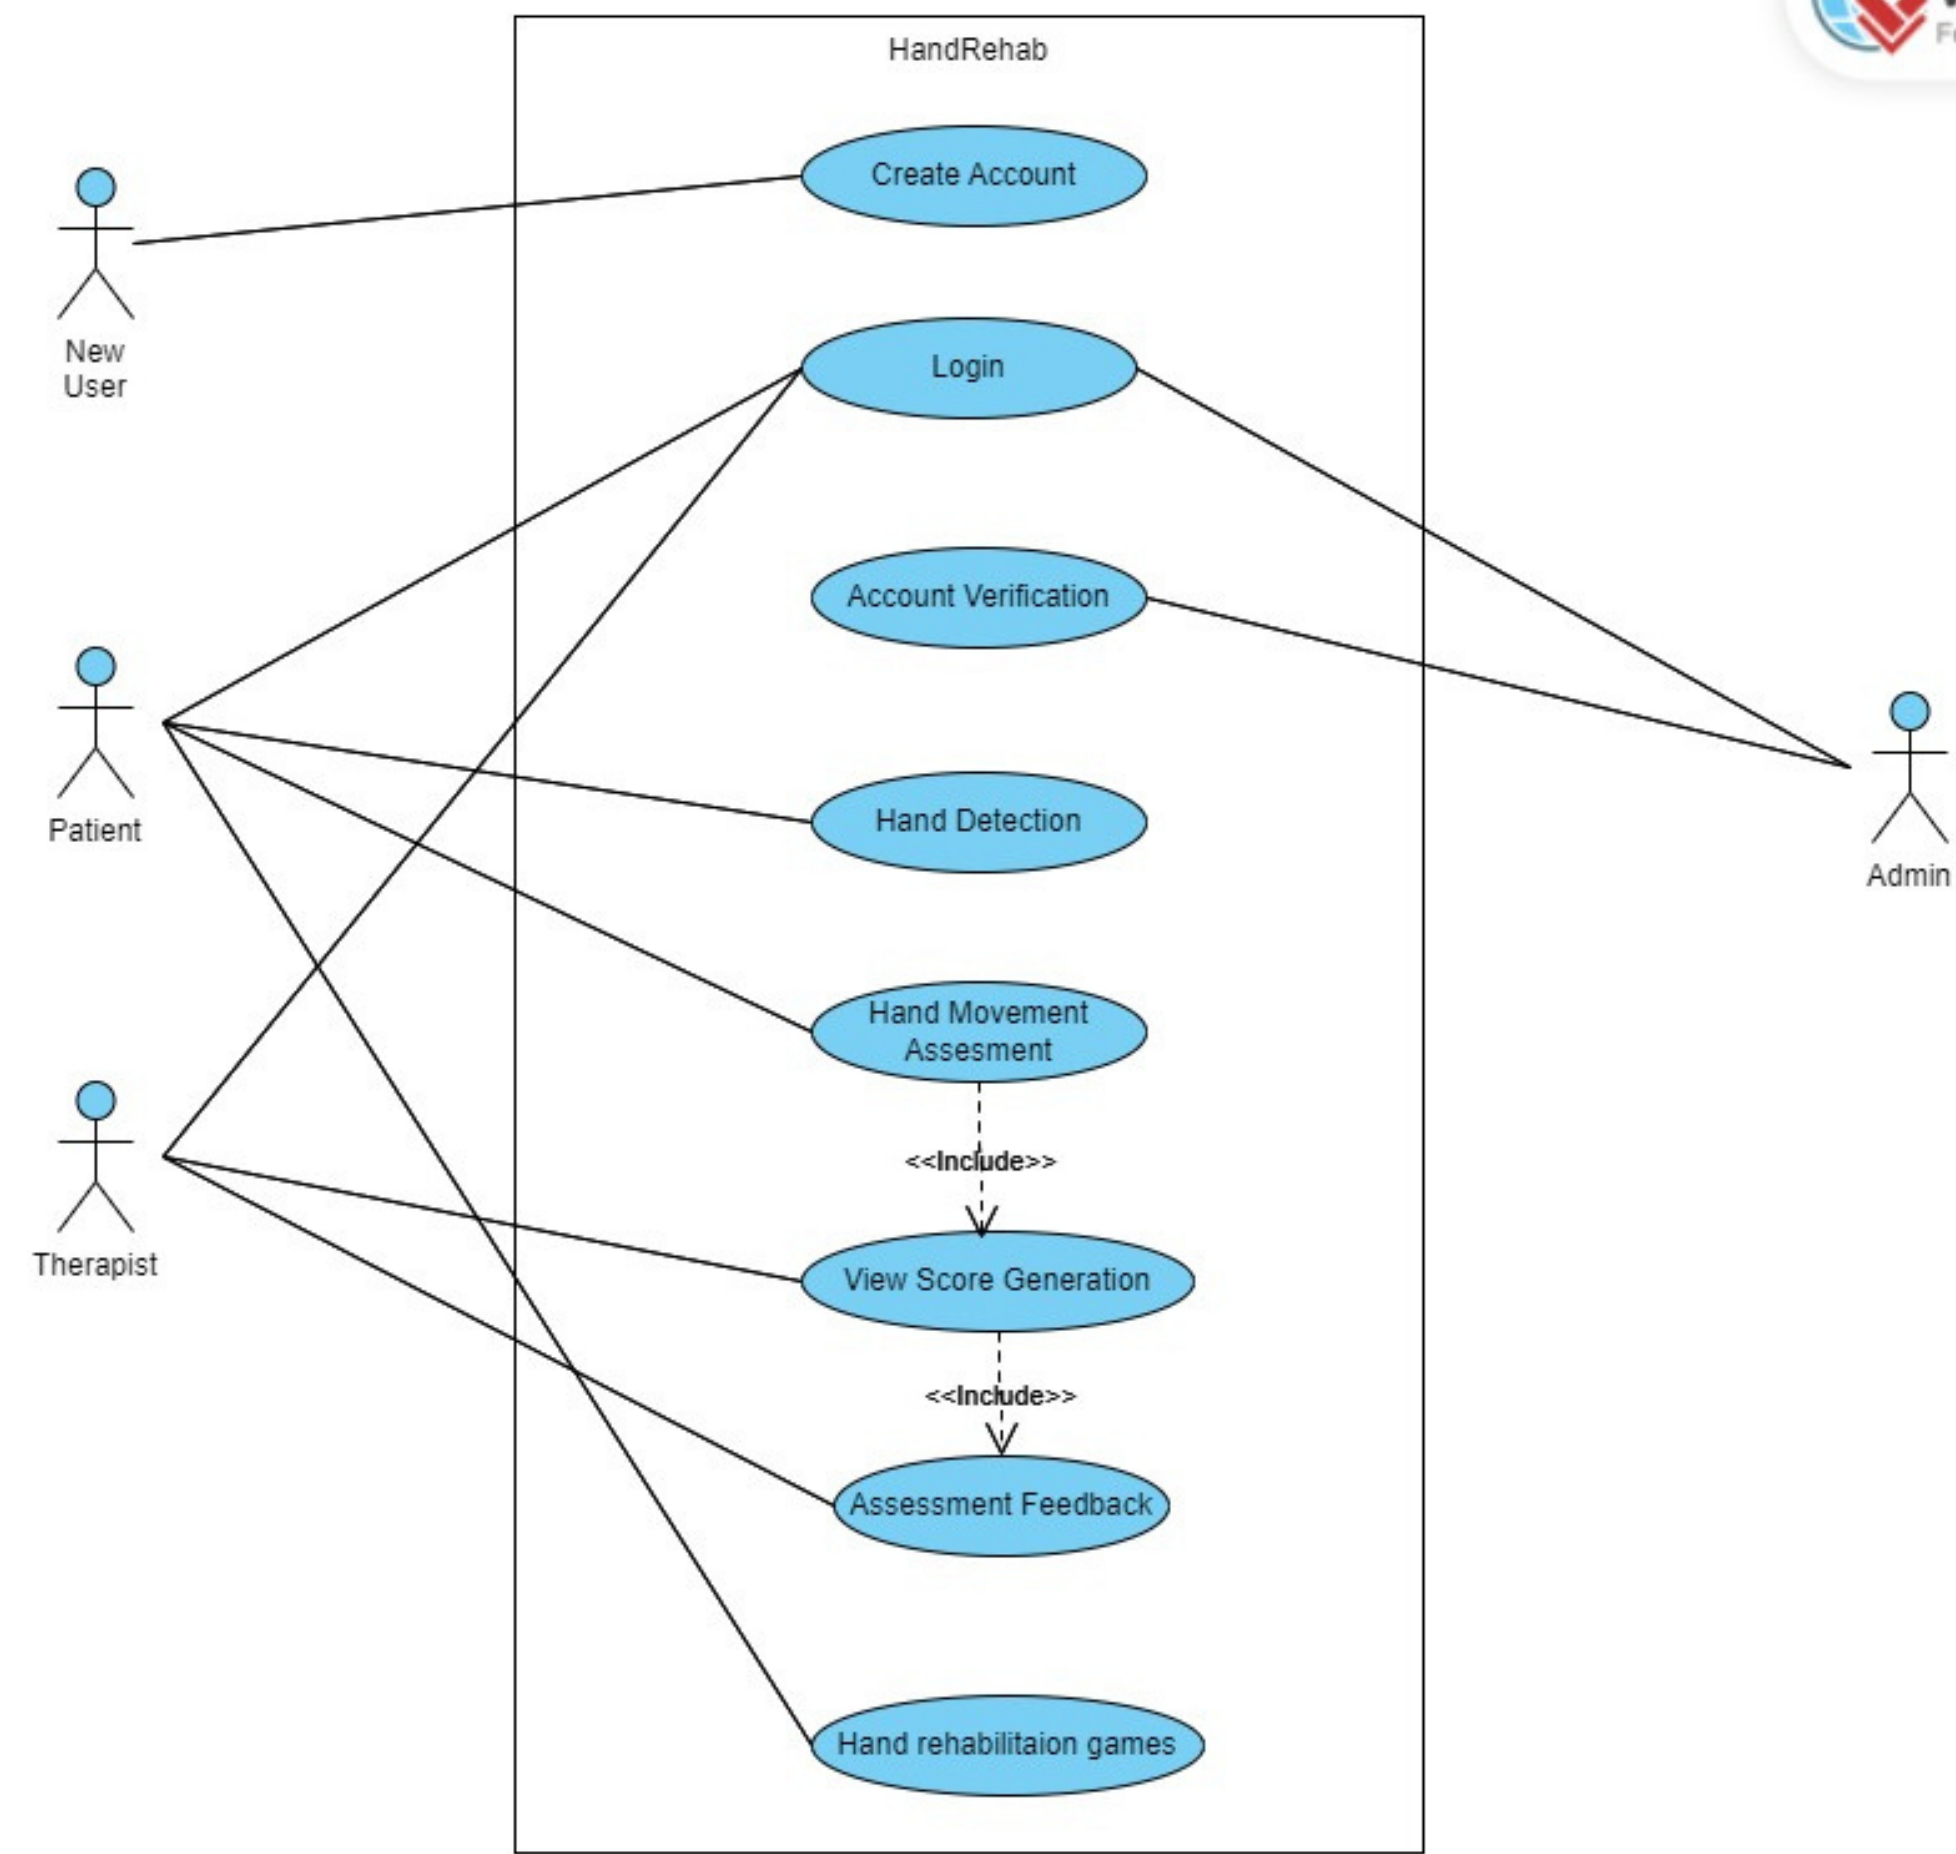 HandRehab
Create Account
New
User
Login
Account Verification
Patient
Hand Detection
Admin
Hand Movement
Assesment
<<Include>>
Therapist
View Score Generation
<<Include>>
Assessment Feedback
Hand rehabilitaion games